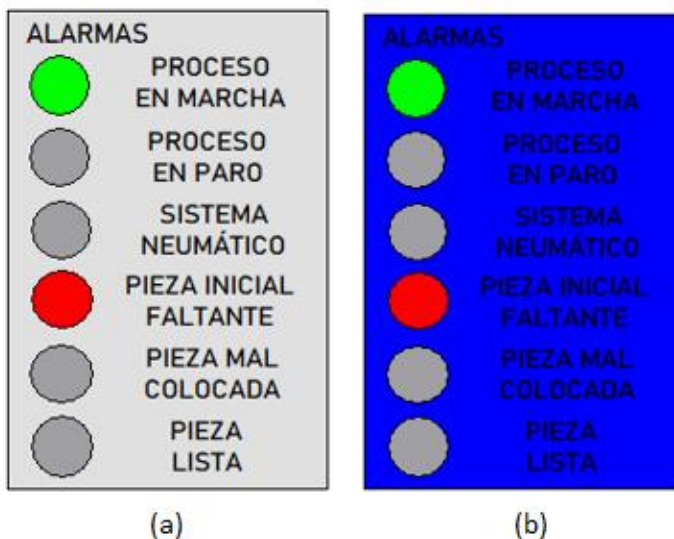 ALARMAS
PROCESO
EN MARCHA
PROCESO
EN PARO
SISTEMA
NEUMÁTICO
PIEZA INICIAL
FALTANTE
PIEZA MAL
COLOCADA
PIEZA
LISTA
(a)
ALARMAS
PROCESO
EN MARCHA
PROCESO
EN PARO
SISTEMA
NEUMÁTICO
PIEZA INICIAL
FALTANTE
PIEZA MAL
COLOCADA
PIEZA
LISTA
(b)